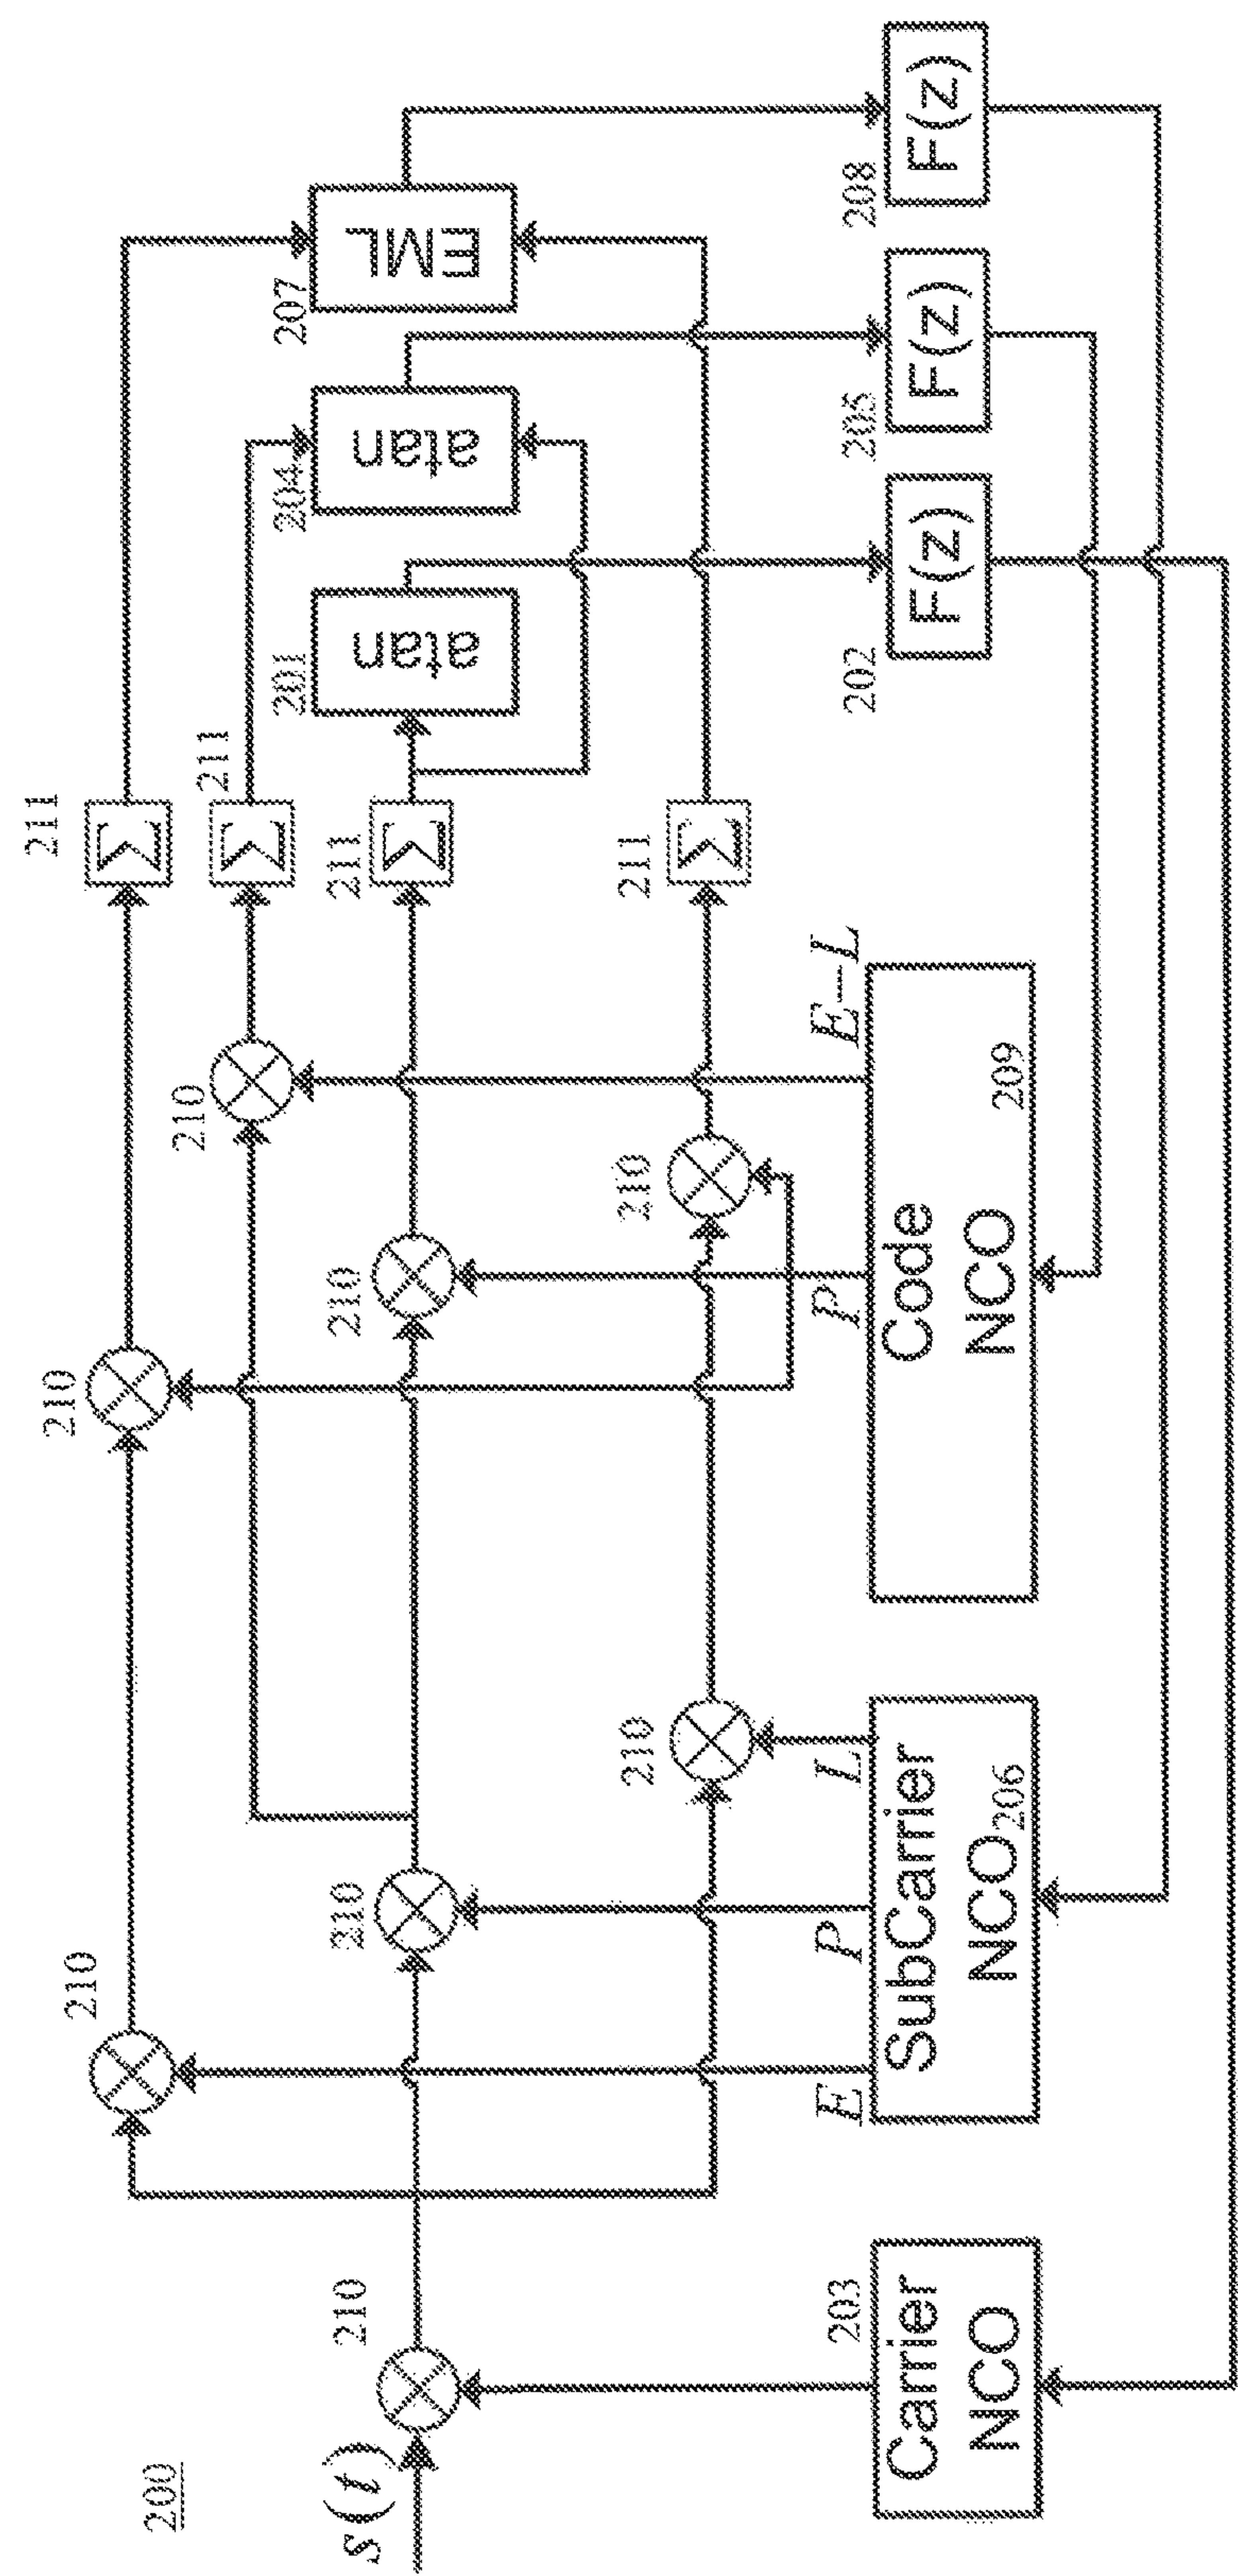 200
s(t)
210
Carrier
NCO
203
210
210
210
E
P
L
SubCarrier
NCO
206
210
210
210
210
P
E-L
Code
NCO
209
211
211
211
211
atan
201
atan
204
EML
207
F(z)
202
F(z)
205
F(z)
208